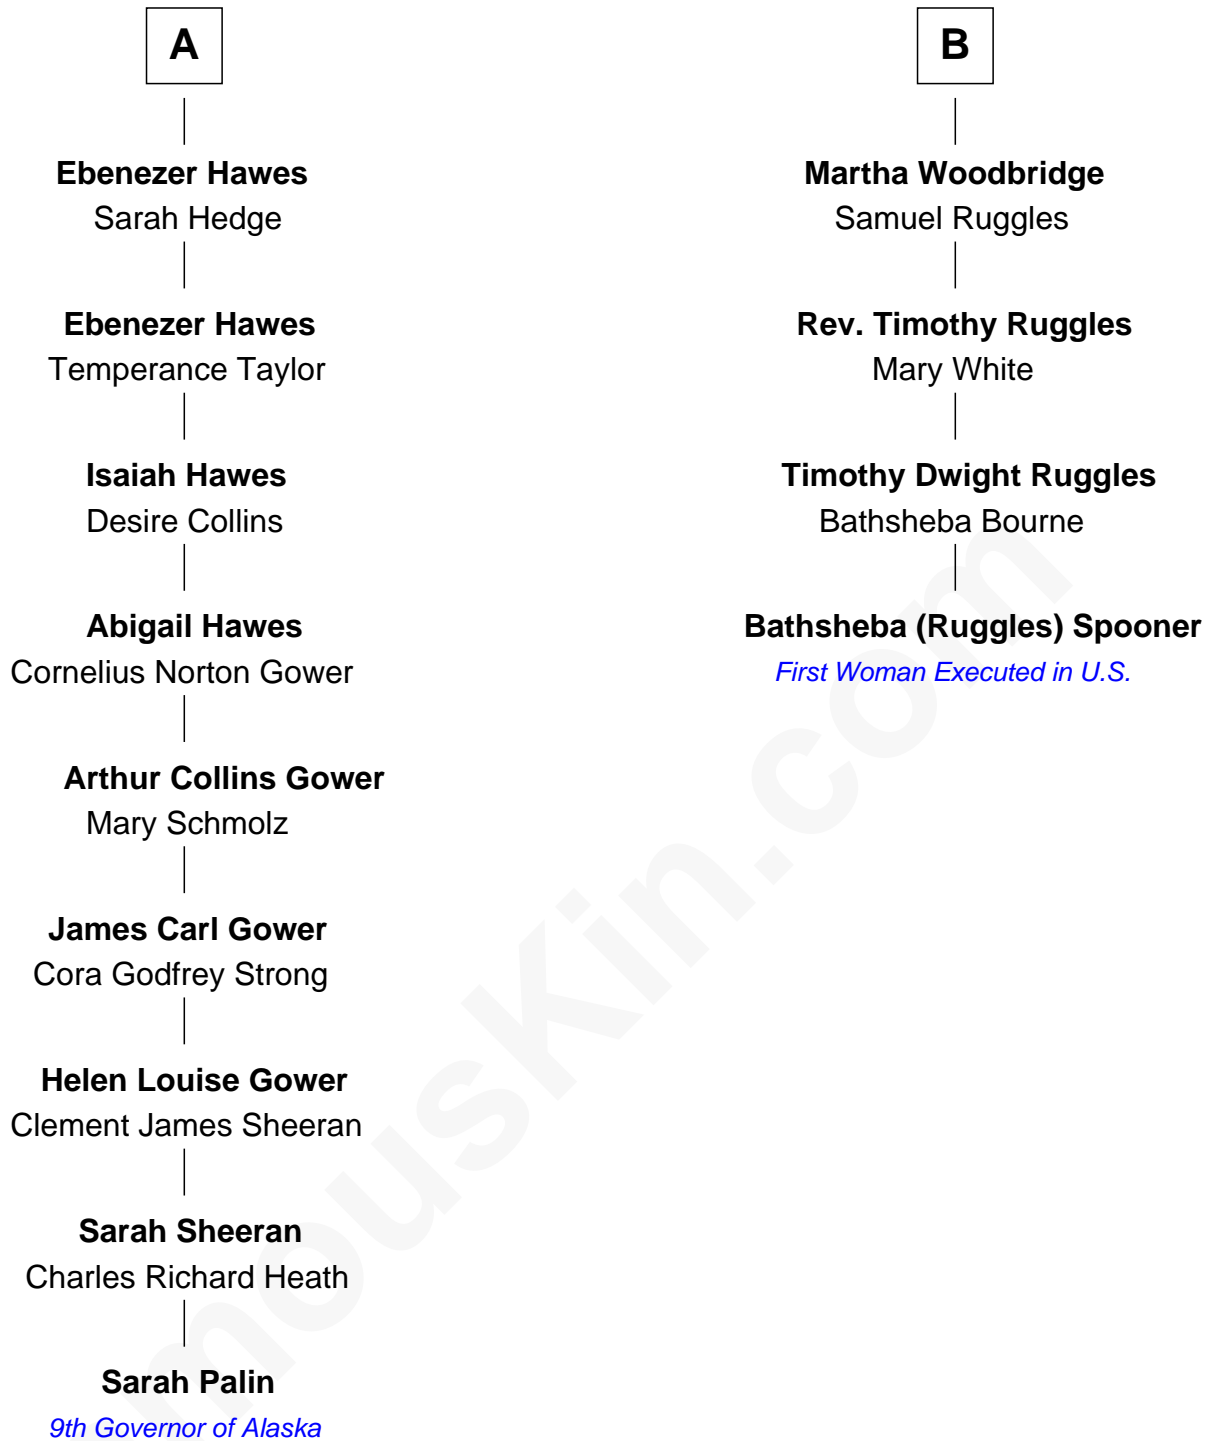 A
Ebenezer Hawes
Sarah Hedge
Ebenezer Hawes
Temperance Taylor
Isaiah Hawes
Desire Collins
Abigail Hawes
Cornelius Norton Gower
Arthur Collins Gower
Mary Schmolz
James Carl Gower
Cora Godfrey Strong
Helen Louise Gower
Clement James Sheeran
Sarah Sheeran
Charles Richard Heath
Sarah Palin
9th Governor of Alaska
B
Martha Woodbridge
Samuel Ruggles
Rev. Timothy Ruggles
Mary White
Timothy Dwight Ruggles
Bathsheba Bourne
Bathsheba (Ruggles) Spooner
First Woman Executed in U.S.
mousKin.com